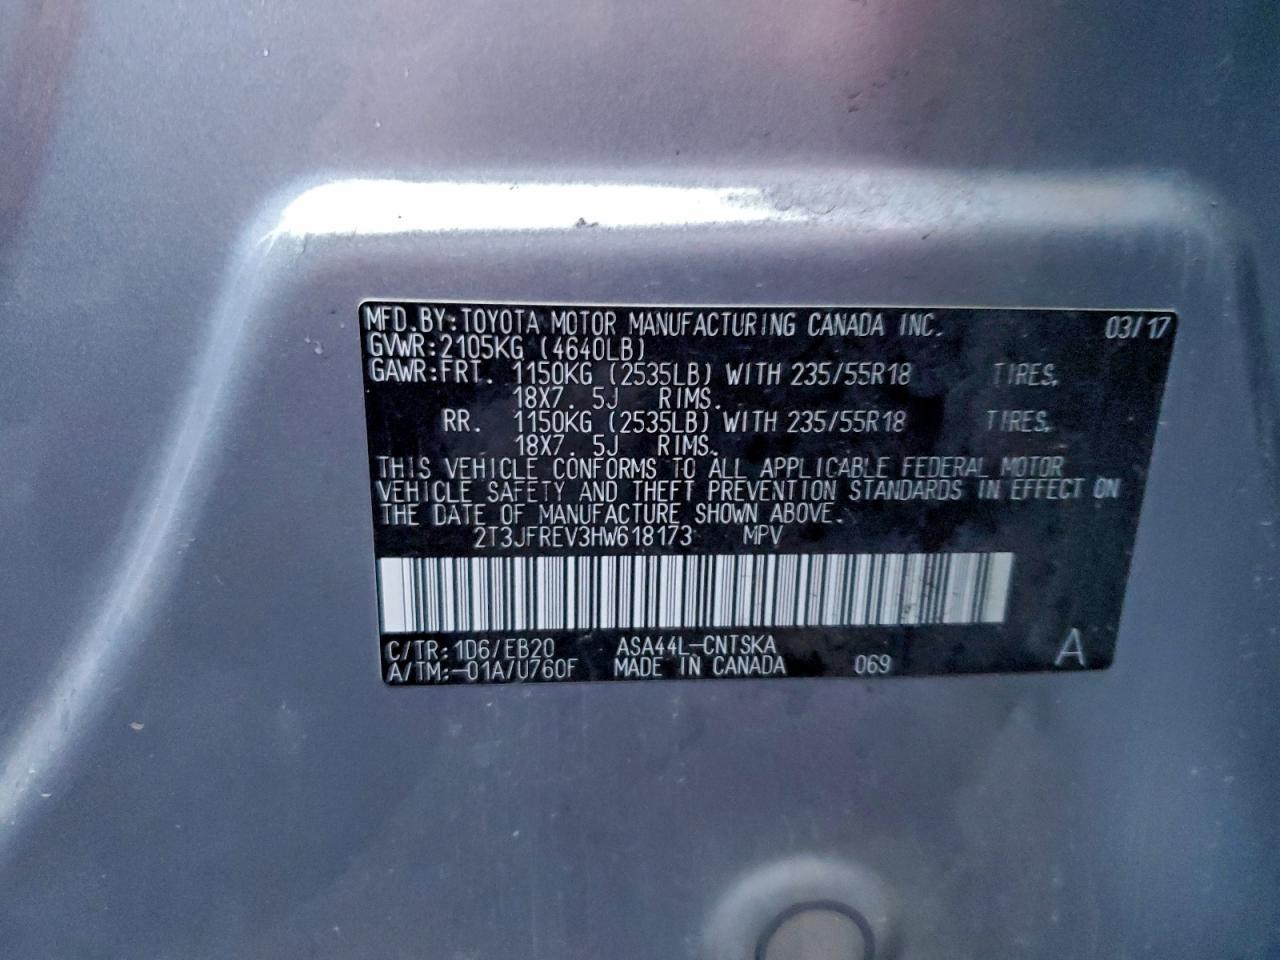 MFD.BY:TOYOTA MOTOR MANUFACTURING CANADA INC. 03/17
GVWR:2105KG (4640LB)
GAWR:FRT. 1150KG (2535LB) WITH 235/55R18 TIRES,
18X7.5J RIMS.
RR. 1150KG (2535LB) WITH 235/55R18 TIRES,
18X7.5J RIMS.
THIS VEHICLE CONFORMS TO ALL APPLICABLE FEDERAL MOTOR
VEHICLE SAFETY AND THEFT PREVENTION STANDARDS IN EFFECT ON
THE DATE OF MANUFACTURE SHOWN ABOVE.
2T3JFREV3HW618173 MPV
C/TR:1D6/EB20 ASA44L-CNTSKA
A/TM:-01A/U760F MADE IN CANADA 069 A